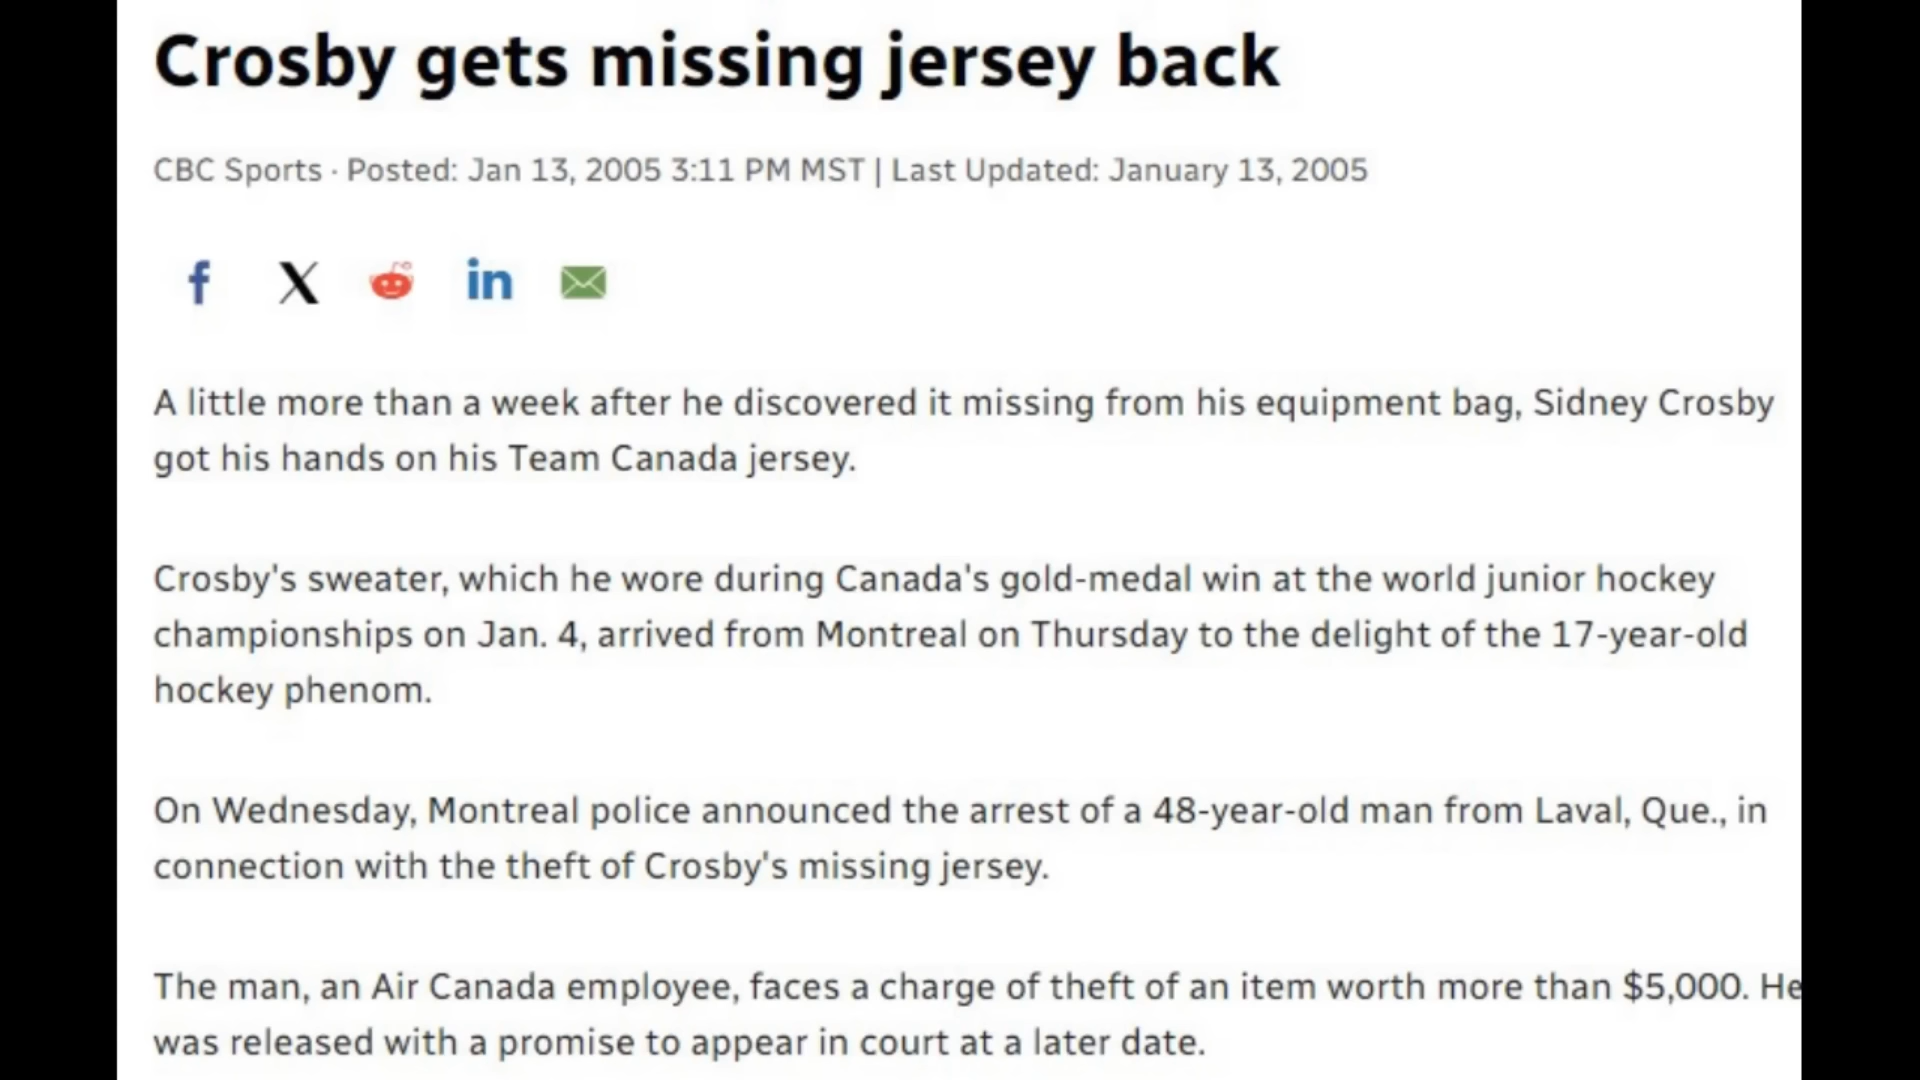 Crosby gets missing jersey back
CBC Sports · Posted: Jan 13, 2005 3:11 PM MST | Last Updated: January 13, 2005
A little more than a week after he discovered it missing from his equipment bag, Sidney Crosby
got his hands on his Team Canada jersey.
Crosby's sweater, which he wore during Canada's gold-medal win at the world junior hockey
championships on Jan. 4, arrived from Montreal on Thursday to the delight of the 17-year-old
hockey phenom.
On Wednesday, Montreal police announced the arrest of a 48-year-old man from Laval, Que., in
connection with the theft of Crosby's missing jersey.
The man, an Air Canada employee, faces a charge of theft of an item worth more than $5,000. He
was released with a promise to appear in court at a later date.